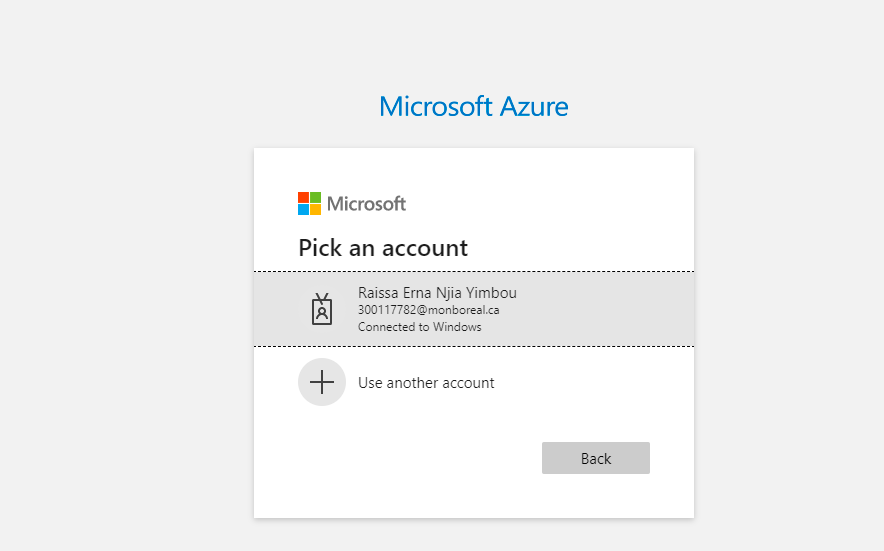 Microsoft Azure
Microsoft
Pick an account
Raissa Erna Njia Yimbou
300117782@monboreal.ca
Connected to Windows
Use another account
Back